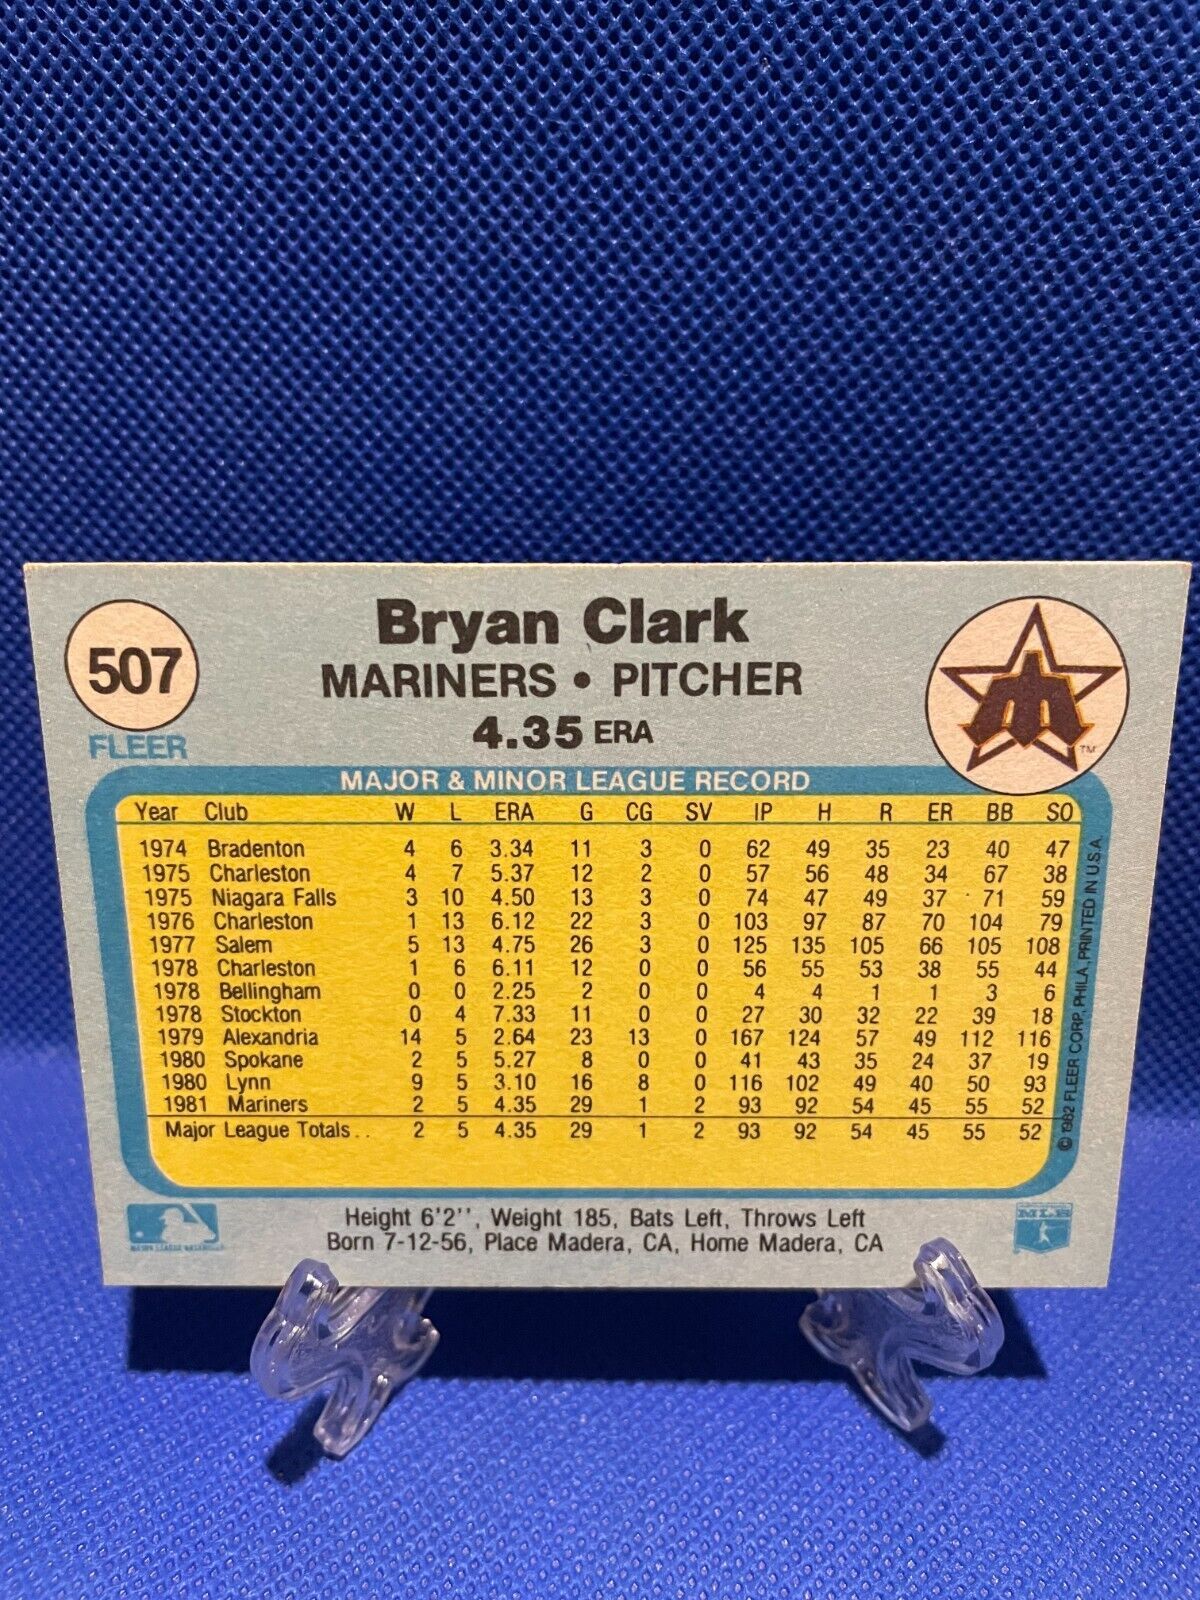 Bryan Clark
507
MARINERS • PITCHER
FLEER
4.35 ERA
TM
MAJOR & MINOR LEAGUE RECORD
Year Club W L ERA G CG SV IP H R ER BB SO
1974 Bradenton 4 6 3.34 11 3 0 62 49 35 23 40 47
1975 Charleston 4 7 5.37 12 2 0 57 56 48 34 67 38
1975 Niagara Falls 3 10 4.50 13 3 0 74 47 49 37 71 59
1976 Charleston 1 13 6.12 22 3 0 103 97 87 70 104 79
1977 Salem 5 13 4.75 26 3 0 125 135 105 66 105 108
1978 Charleston 1 6 6.11 12 0 0 56 55 53 38 55 44
1978 Bellingham 0 0 2.25 2 0 0 4 4 1 1 3 6
1978 Stockton 0 4 7.33 11 0 0 27 30 32 22 39 18
1979 Alexandria 14 5 2.64 23 13 0 167 124 57 49 112 116
1980 Spokane 2 5 5.27 8 0 0 41 43 35 24 37 19
1980 Lynn 9 5 3.10 16 8 0 116 102 49 40 50 93
1981 Mariners 2 5 4.35 29 1 2 93 92 54 45 55 52
Major League Totals.. 2 5 4.35 29 1 2 93 92 54 45 55 52
© 1982 FLEER CORP., PHILA., PRINTED IN U.S.A.
Height 6'2'', Weight 185, Bats Left, Throws Left
Born 7-12-56, Place Madera, CA, Home Madera, CA
MAJOR LEAGUE BASEBALL
MLB